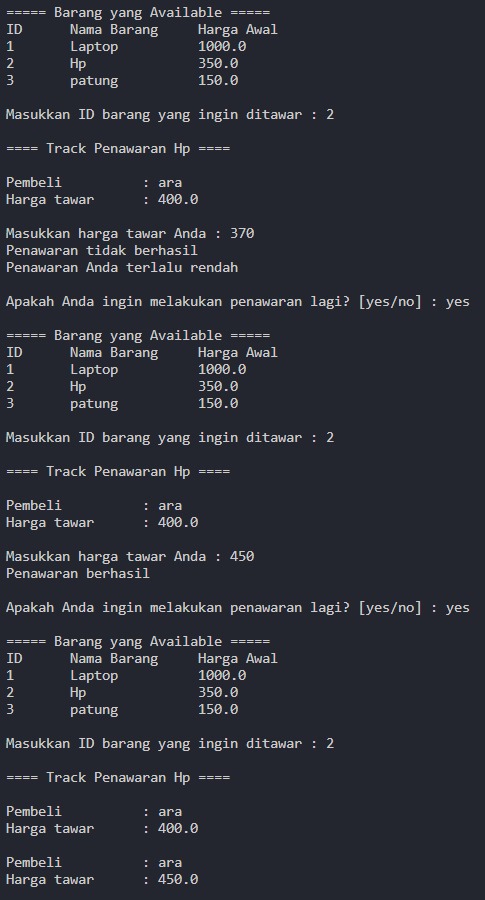 ===== Barang yang Available =====
ID      Nama Barang     Harga Awal
1       Laptop          1000.0
2       Hp              350.0
3       patung          150.0
Masukkan ID barang yang ingin ditawar : 2
==== Track Penawaran Hp ====
Pembeli          : ara
Harga tawar      : 400.0
Masukkan harga tawar Anda : 370
Penawaran tidak berhasil
Penawaran Anda terlalu rendah
Apakah Anda ingin melakukan penawaran lagi? [yes/no] : yes
===== Barang yang Available =====
ID      Nama Barang     Harga Awal
1       Laptop          1000.0
2       Hp              350.0
3       patung          150.0
Masukkan ID barang yang ingin ditawar : 2
==== Track Penawaran Hp ====
Pembeli          : ara
Harga tawar      : 400.0
Masukkan harga tawar Anda : 450
Penawaran berhasil
Apakah Anda ingin melakukan penawaran lagi? [yes/no] : yes
===== Barang yang Available =====
ID      Nama Barang     Harga Awal
1       Laptop          1000.0
2       Hp              350.0
3       patung          150.0
Masukkan ID barang yang ingin ditawar : 2
==== Track Penawaran Hp ====
Pembeli          : ara
Harga tawar      : 400.0
Pembeli          : ara
Harga tawar      : 450.0